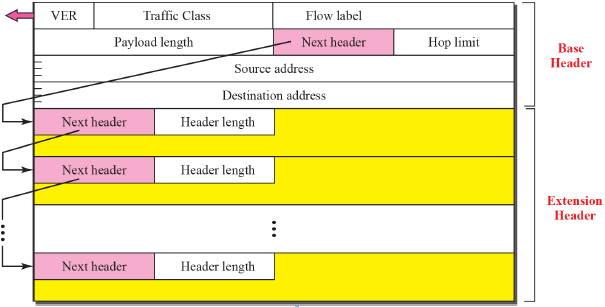 VER Traffic Class Flow label
Payload length Next header Hop limit
Base
Header
Source address
Destination address
Next header Header length
Next header Header length
Extension
Header
Next header Header length